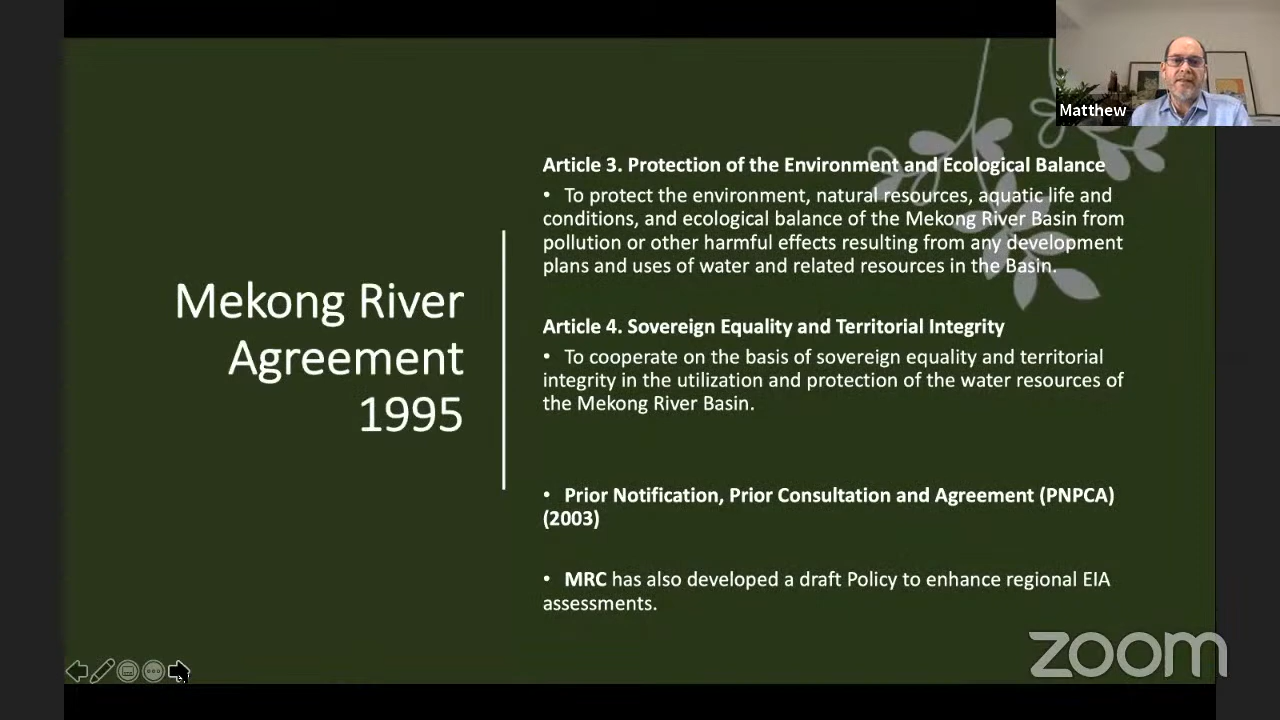 Matthew
Mekong River
Agreement
1995
Article 3. Protection of the Environment and Ecological Balance
• To protect the environment, natural resources, aquatic life and
conditions, and ecological balance of the Mekong River Basin from
pollution or other harmful effects resulting from any development
plans and uses of water and related resources in the Basin.
Article 4. Sovereign Equality and Territorial Integrity
• To cooperate on the basis of sovereign equality and territorial
integrity in the utilization and protection of the water resources of
the Mekong River Basin.
• Prior Notification, Prior Consultation and Agreement (PNPCA)
(2003)
• MRC has also developed a draft Policy to enhance regional EIA
assessments.
zoom